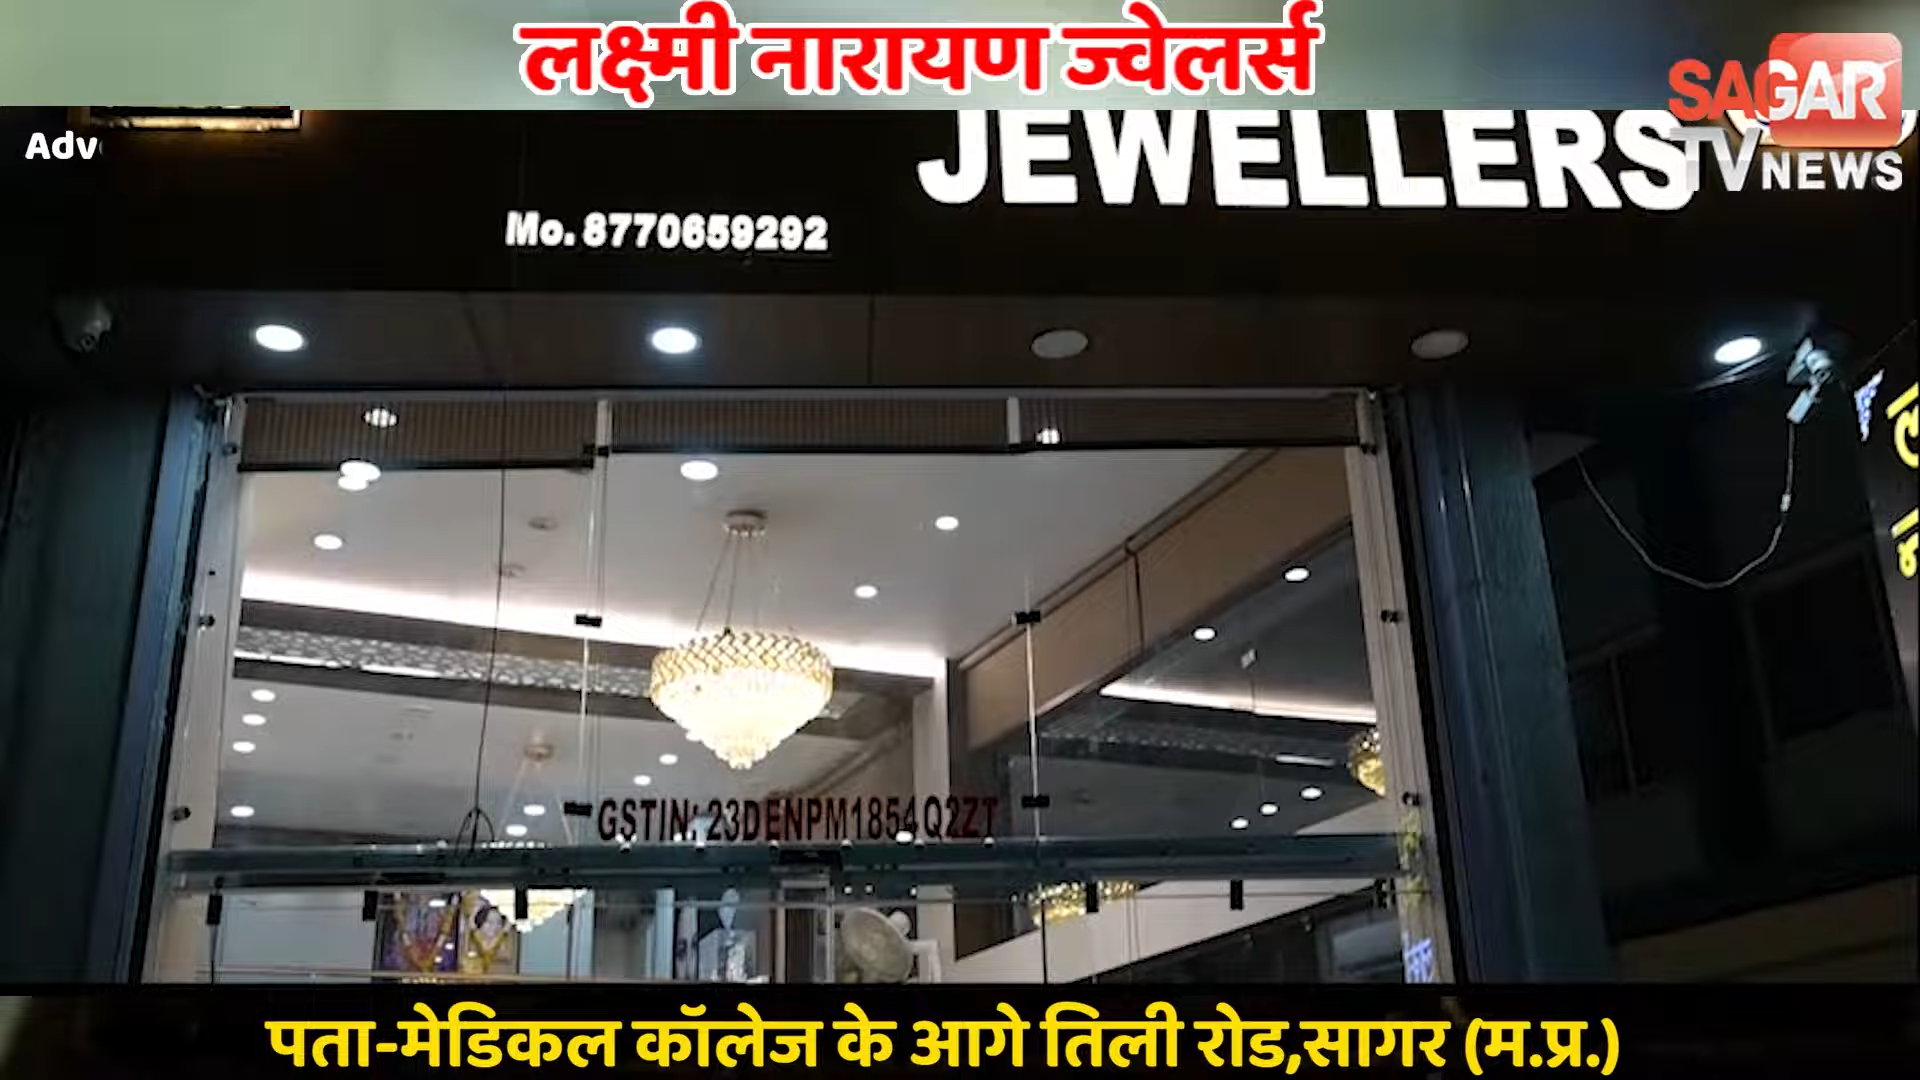 लक्ष्मी नारायण ज्वेलर्स
SAGAR
TV NEWS
Adv
JEWELLERS
Mo. 8770659292
GSTIN: 23DENPM1854Q2ZT
पता-मेडिकल कॉलेज के आगे तिली रोड,सागर (म.प्र.)